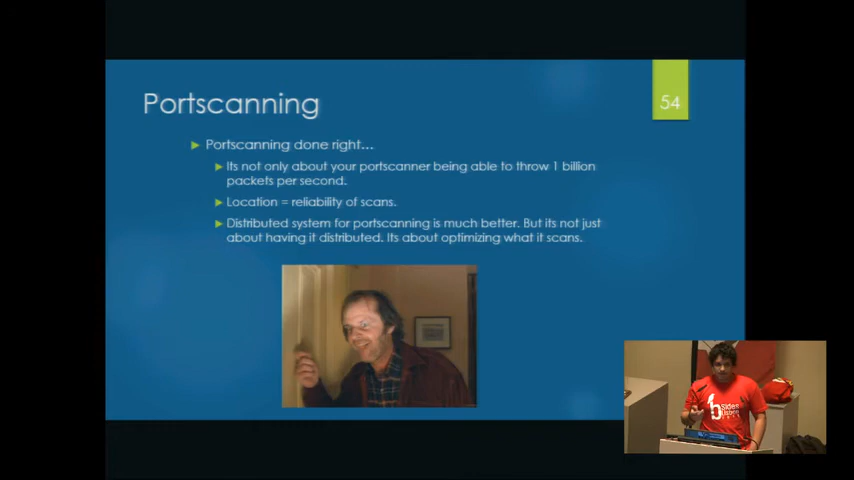 Portscanning
54
Portscanning done right...
Its not only about your portscanner being able to throw 1 billion
packets per second.
Location = reliability of scans.
Distributed system for portscanning is much better. But its not just
about having it distributed. Its about optimizing what it scans.
Sides